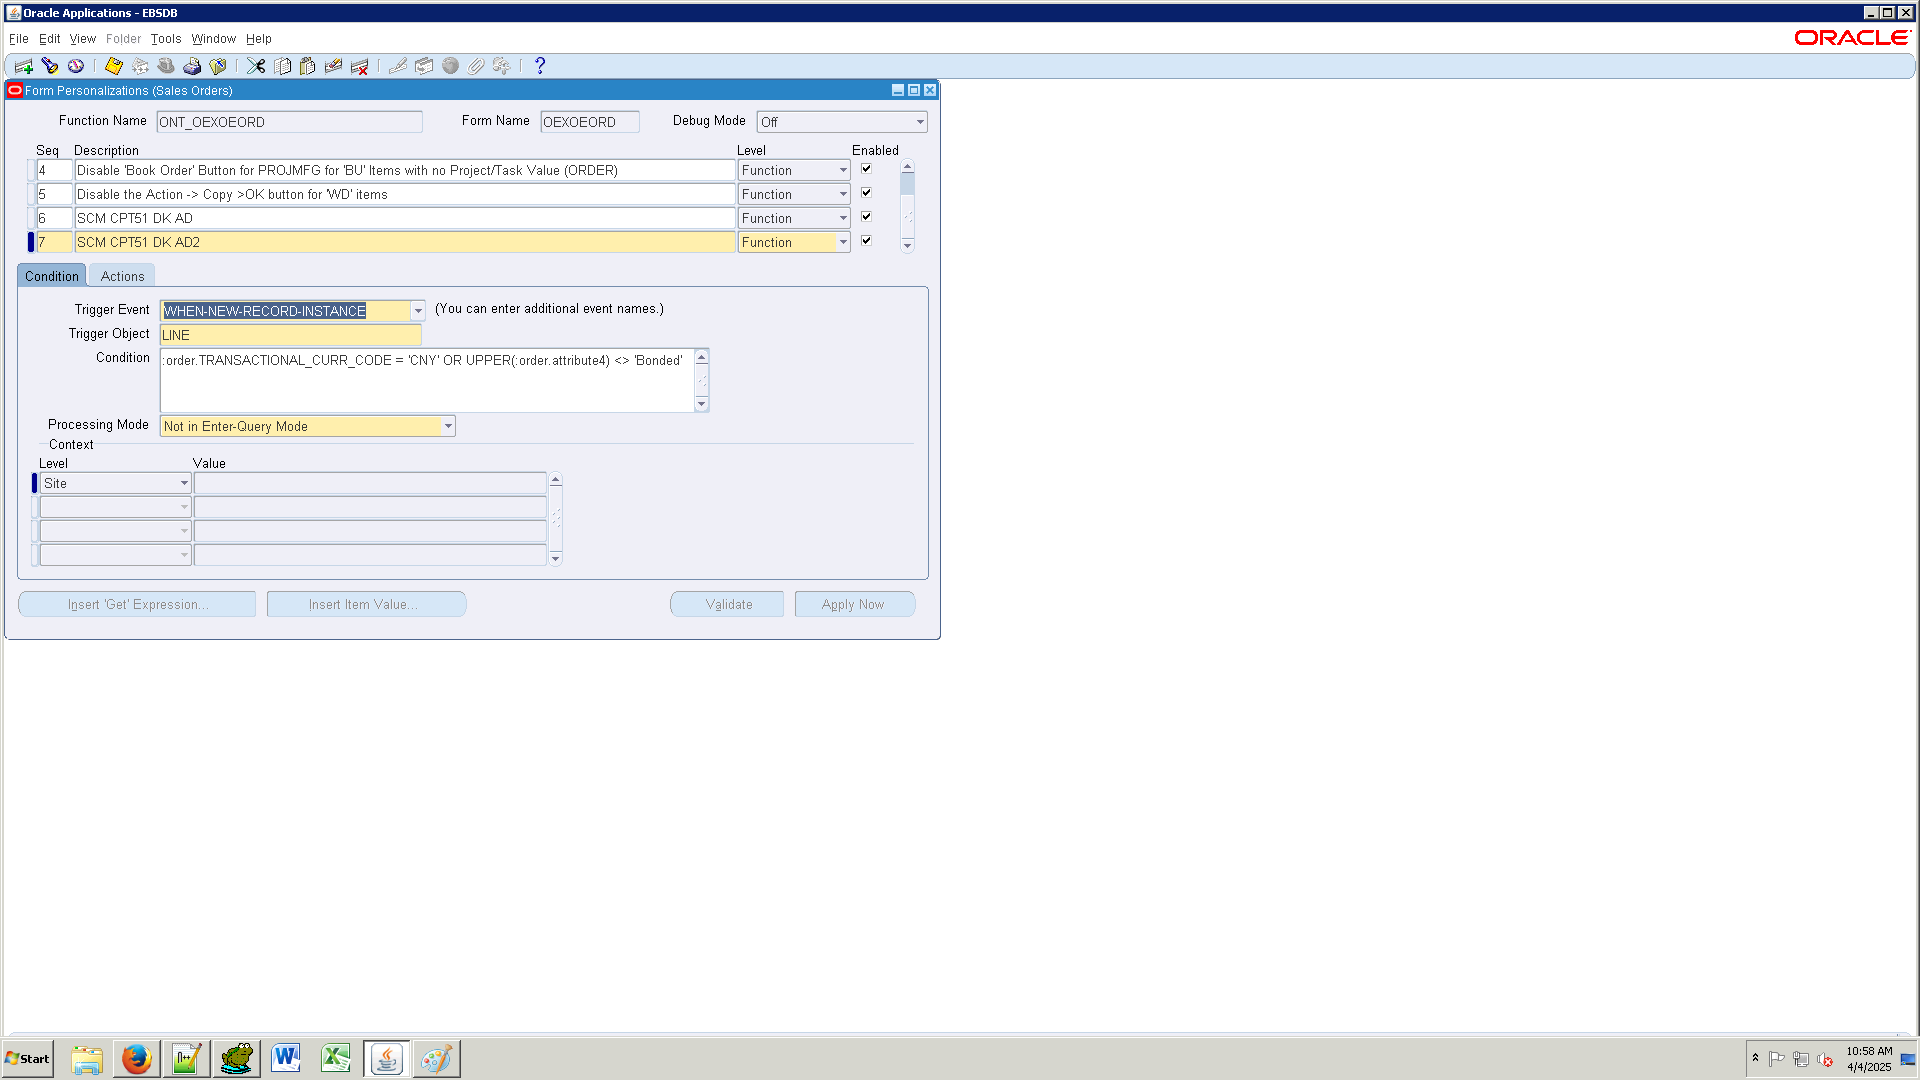 Oracle Applications - EBSDB
File Edit View Folder Tools Window Help
ORACLE
Form Personalizations (Sales Orders)
Function Name ONT_OEXOEORD Form Name OEXOEORD Debug Mode Off
Seq Description Level Enabled
4 Disable 'Book Order' Button for PROJMFG for 'BU' Items with no Project/Task Value (ORDER) Function
5 Disable the Action -> Copy >OK button for 'WD' items Function
6 SCM CPT51 DK AD Function
7 SCM CPT51 DK AD2 Function
Condition Actions
Trigger Event WHEN-NEW-RECORD-INSTANCE (You can enter additional event names.)
Trigger Object LINE
Condition :order.TRANSACTIONAL_CURR_CODE = 'CNY' OR UPPER(:order.attribute4) <> 'Bonded'
Processing Mode Not in Enter-Query Mode
Context
Level Value
Site
Insert 'Get' Expression... Insert Item Value... Validate Apply Now
Start
10:58 AM
4/4/2025